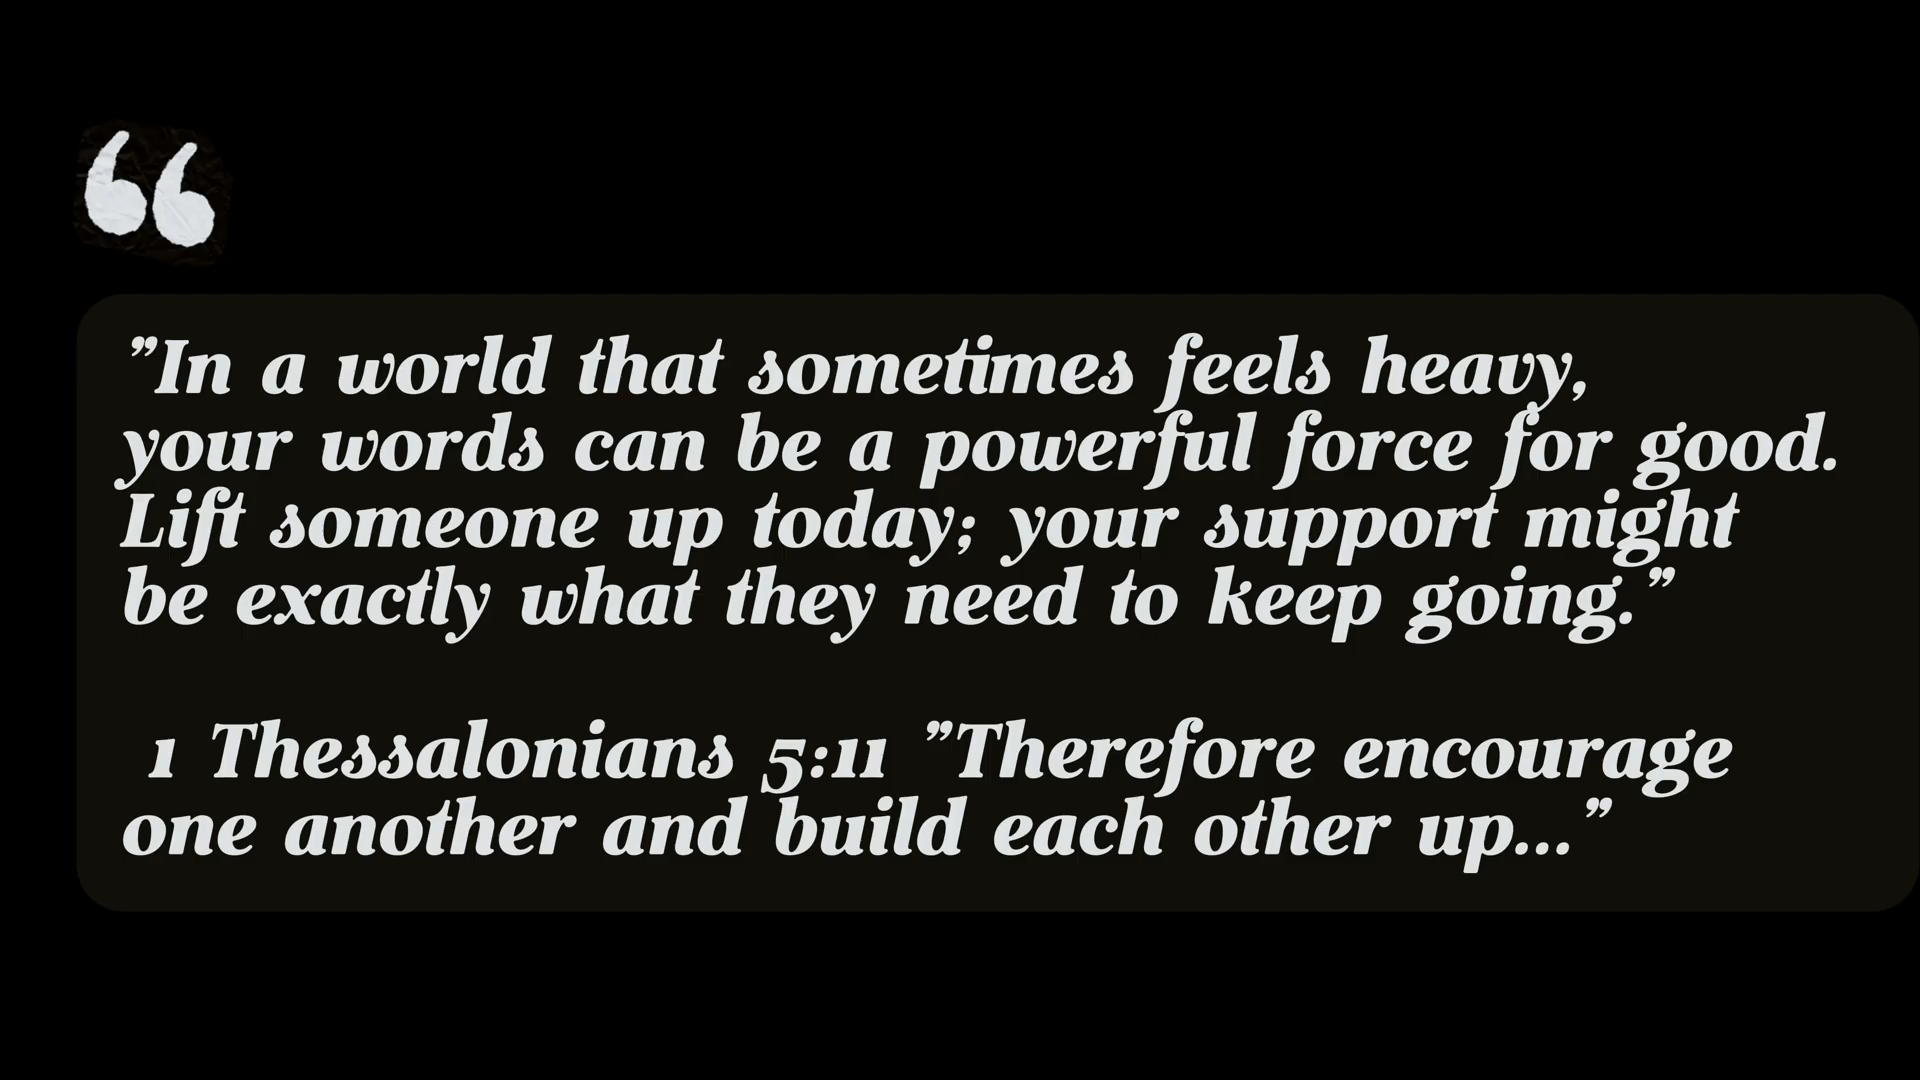 ”In a world that sometimes feels heavy,
your words can be a powerful force for good.
Lift someone up today; your support might
be exactly what they need to keep going.”
1 Thessalonians 5:11 ”Therefore encourage
one another and build each other up...”